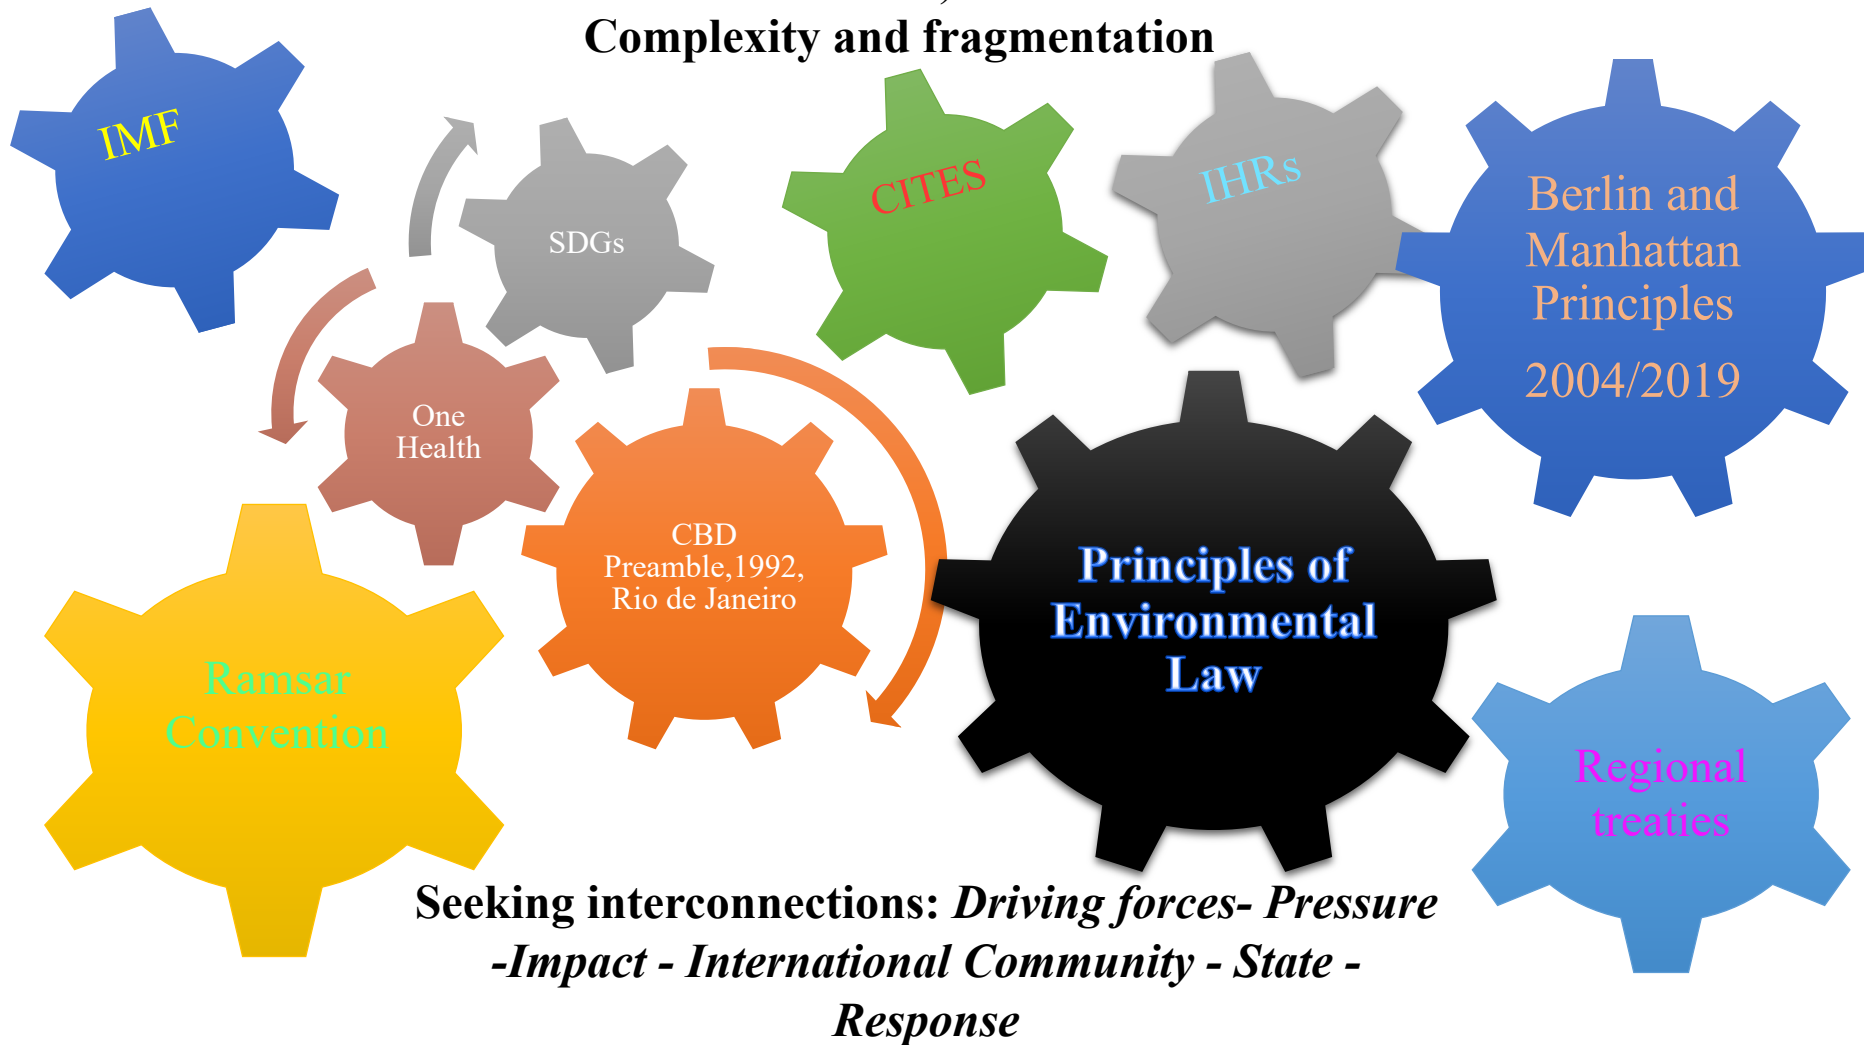 Complexity and fragmentation
IMF
SDGs
CITES
IHRs
Berlin and
Manhattan
Principles
2004/2019
One
Health
CBD
Preamble,1992,
Rio de Janeiro
Principles of
Environmental
Law
Ramsar
Convention
Regional
treaties
Seeking interconnections: Driving forces- Pressure
-Impact - International Community - State -
Response